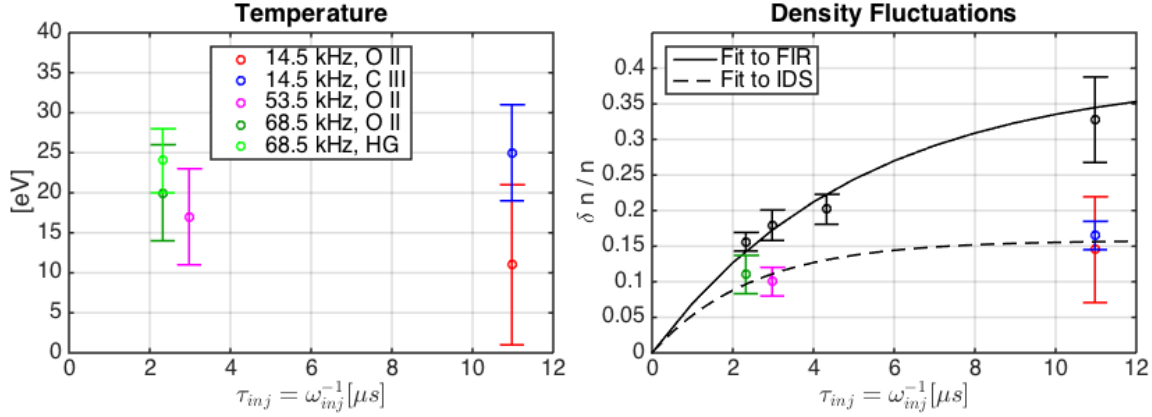 Temperature
40
35
30
25
20
15
10
5
0
[eV]
14.5 kHz, O II
14.5 kHz, C III
53.5 kHz, O II
68.5 kHz, O II
68.5 kHz, HG
0 2 4 6 8 10 12
τ_inj = ω_inj^-1 [μs]
Density Fluctuations
0.4
0.35
0.3
0.25
0.2
0.15
0.1
0.05
0
δ n / n
Fit to FIR
Fit to IDS
0 2 4 6 8 10 12
τ_inj = ω_inj^-1 [μs]